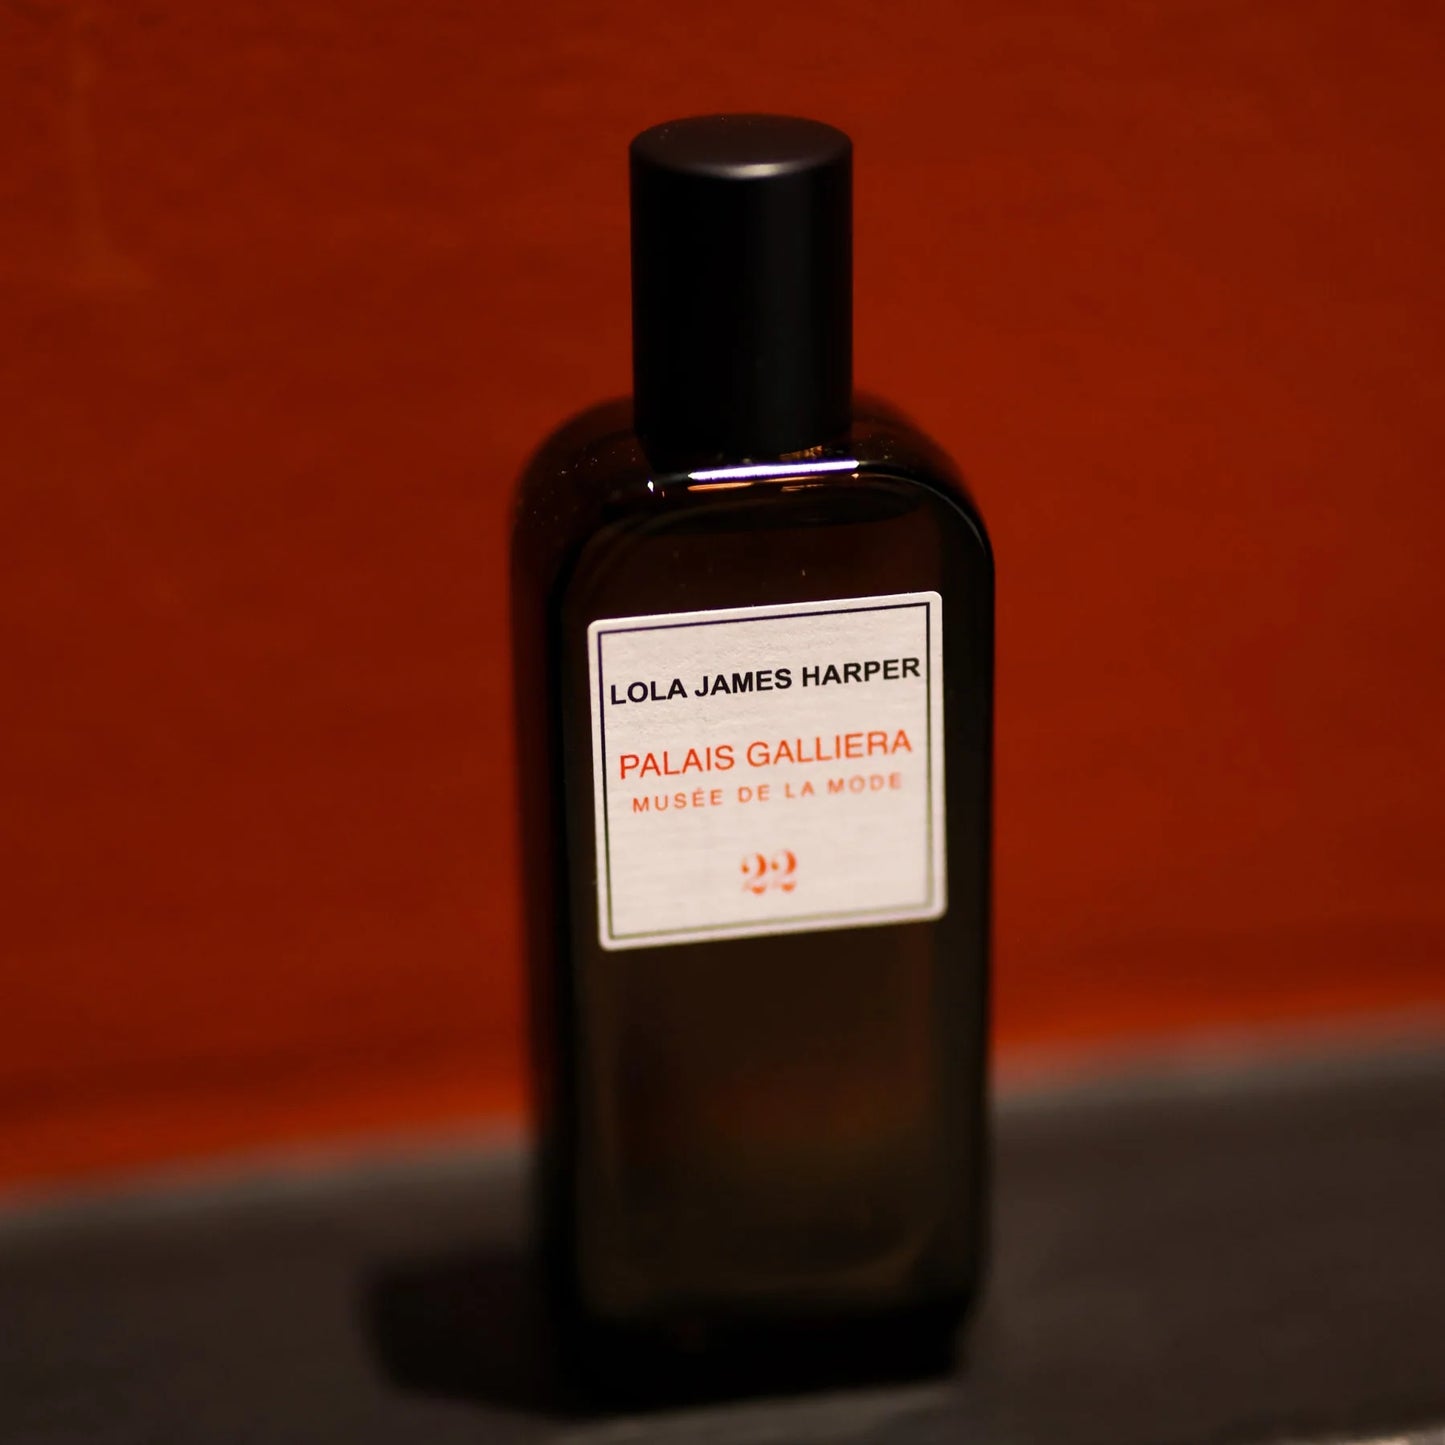 LOLA JAMES HARPER
PALAIS GALLIERA
MUSÉE DE LA MODE
22